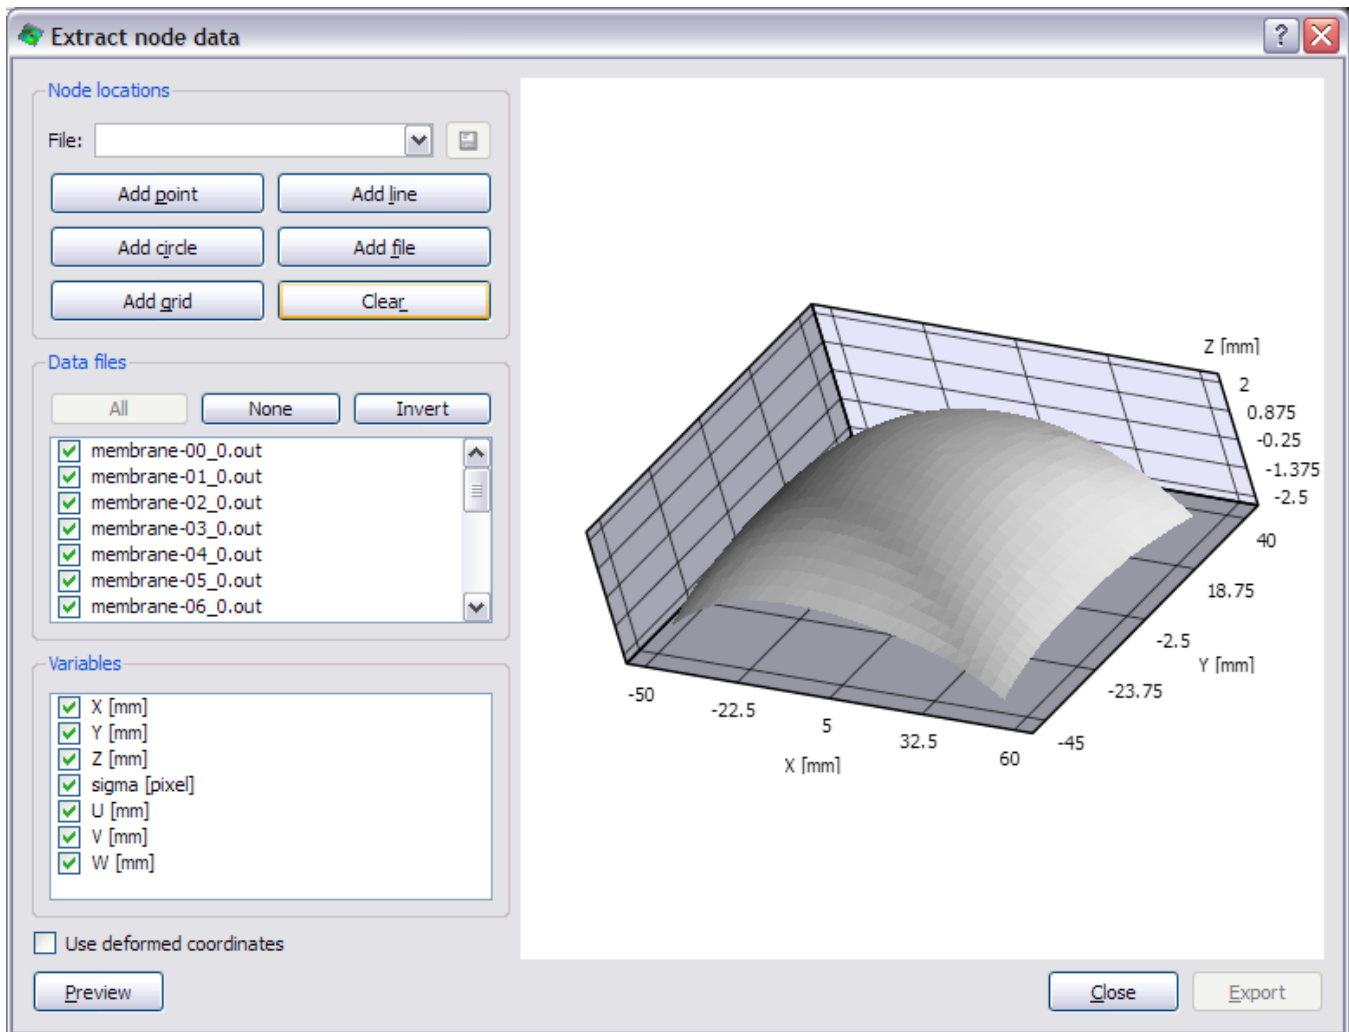 Extract node data
Node locations
File:
Add point
Add line
Add circle
Add file
Add grid
Clear
Data files
All
None
Invert
membrane-00_0.out
membrane-01_0.out
membrane-02_0.out
membrane-03_0.out
membrane-04_0.out
membrane-05_0.out
membrane-06_0.out
Variables
X [mm]
Y [mm]
Z [mm]
sigma [pixel]
U [mm]
V [mm]
W [mm]
Use deformed coordinates
Preview
Z [mm]
2
0.875
-0.25
-1.375
-2.5
40
18.75
-2.5
Y [mm]
-23.75
-45
-50
-22.5
5
32.5
60
X [mm]
Close
Export